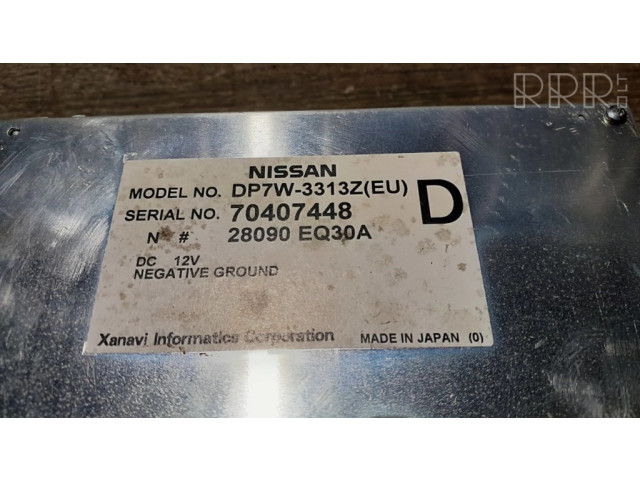 RRR.LT
NISSAN
MODEL NO. DP7W-3313Z(EU) D
SERIAL NO. 70407448
N # 28090 EQ30A
DC 12V
NEGATIVE GROUND
Xanavi Informatics Corporation MADE IN JAPAN (0)